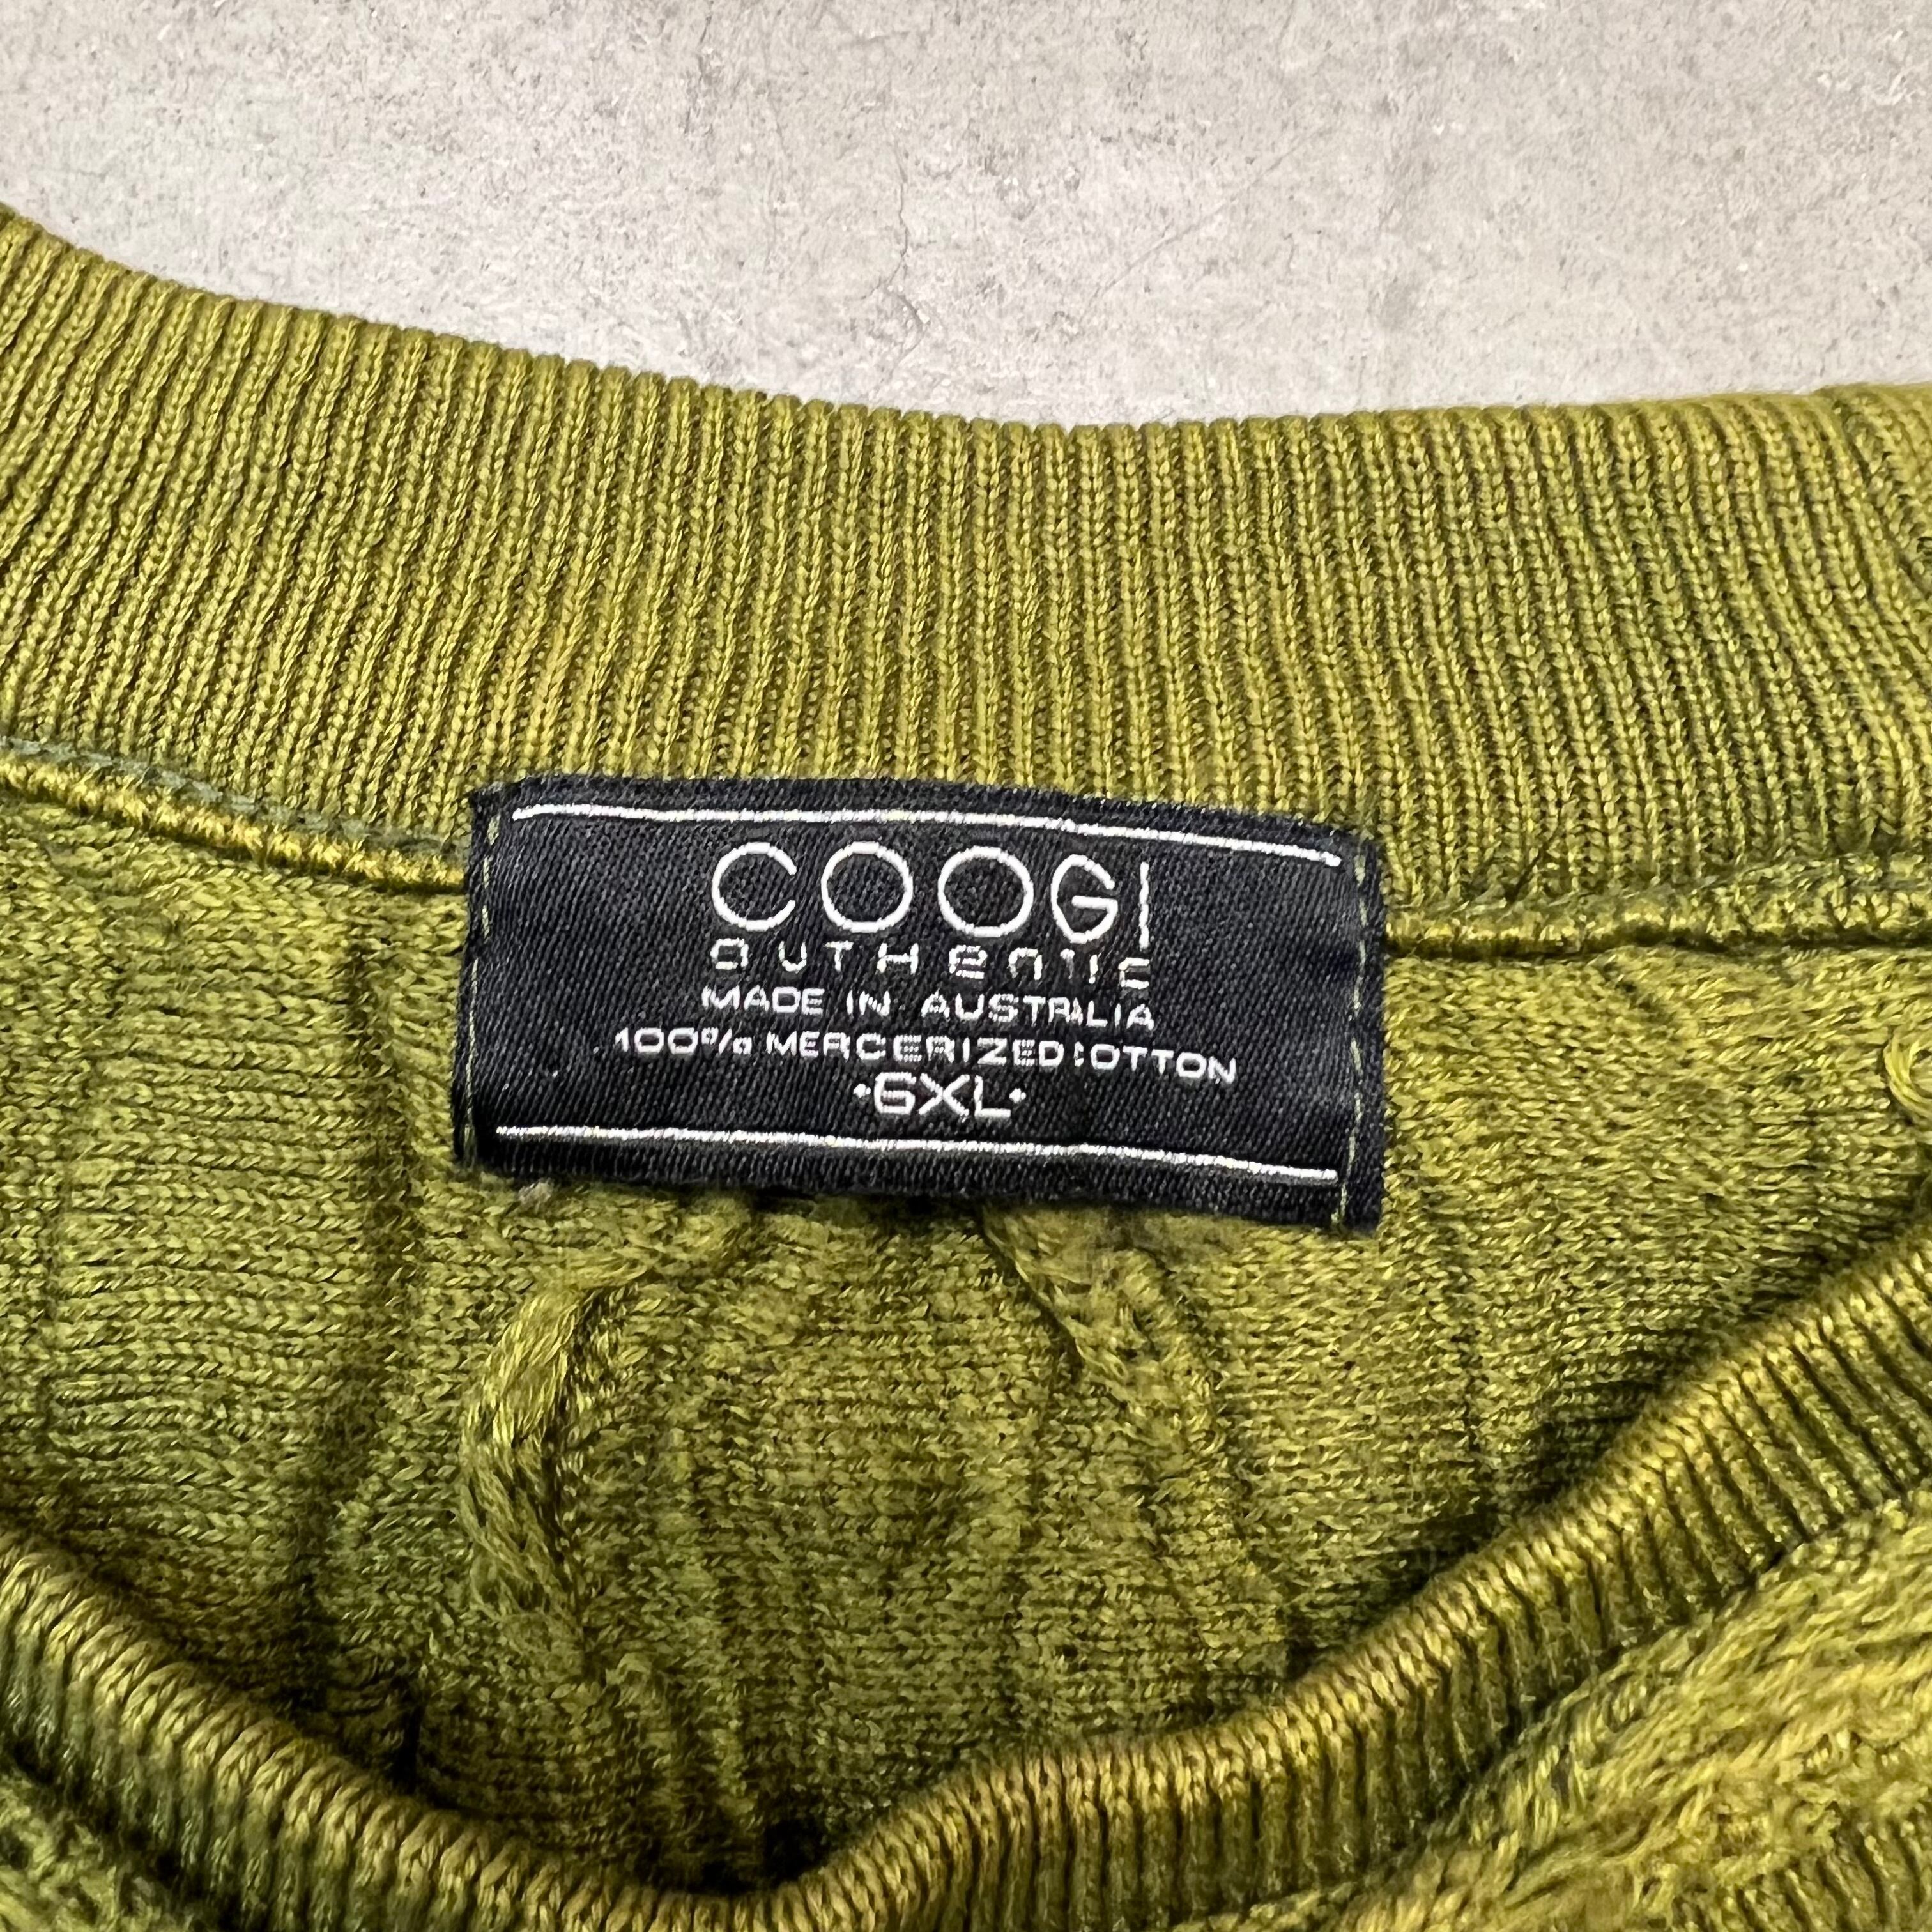 COOGI
AUTHENTIC
MADE IN AUSTRALIA
100% MERCERIZED COTTON
·6XL·